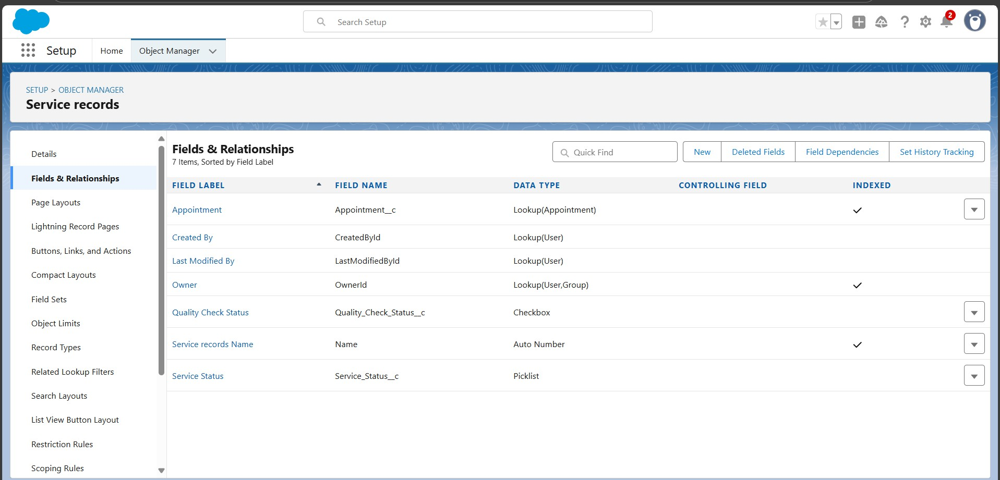 Search Setup
2
Setup
Home
Object Manager
SETUP > OBJECT MANAGER
Service records
Details
Fields & Relationships
Page Layouts
Lightning Record Pages
Buttons, Links, and Actions
Compact Layouts
Field Sets
Object Limits
Record Types
Related Lookup Filters
Search Layouts
List View Button Layout
Restriction Rules
Scoping Rules
Fields & Relationships
7 Items, Sorted by Field Label
Quick Find
New
Deleted Fields
Field Dependencies
Set History Tracking
FIELD LABEL FIELD NAME DATA TYPE CONTROLLING FIELD INDEXED
Appointment Appointment__c Lookup(Appointment)
Created By CreatedById Lookup(User)
Last Modified By LastModifiedById Lookup(User)
Owner OwnerId Lookup(User,Group)
Quality Check Status Quality_Check_Status__c Checkbox
Service records Name Name Auto Number
Service Status Service_Status__c Picklist